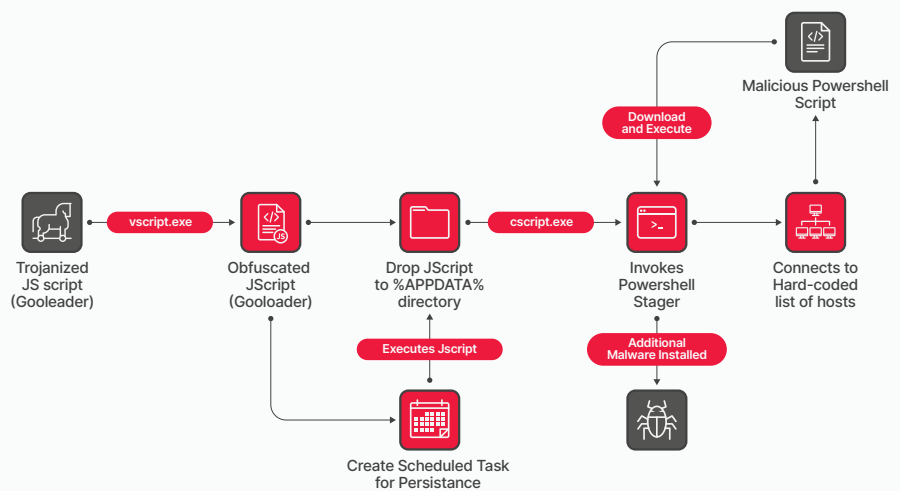 Malicious Powershell
Script
Download
and Execute
vscript.exe
cscript.exe
JS
Trojanized
JS script
(Gooleader)
Obfuscated
JScript
(Gooloader)
Drop JScript
to %APPDATA%
directory
Invokes
Powershell
Stager
Connects to
Hard-coded
list of hosts
Executes Jscript
Additional
Malware Installed
Create Scheduled Task
for Persistance